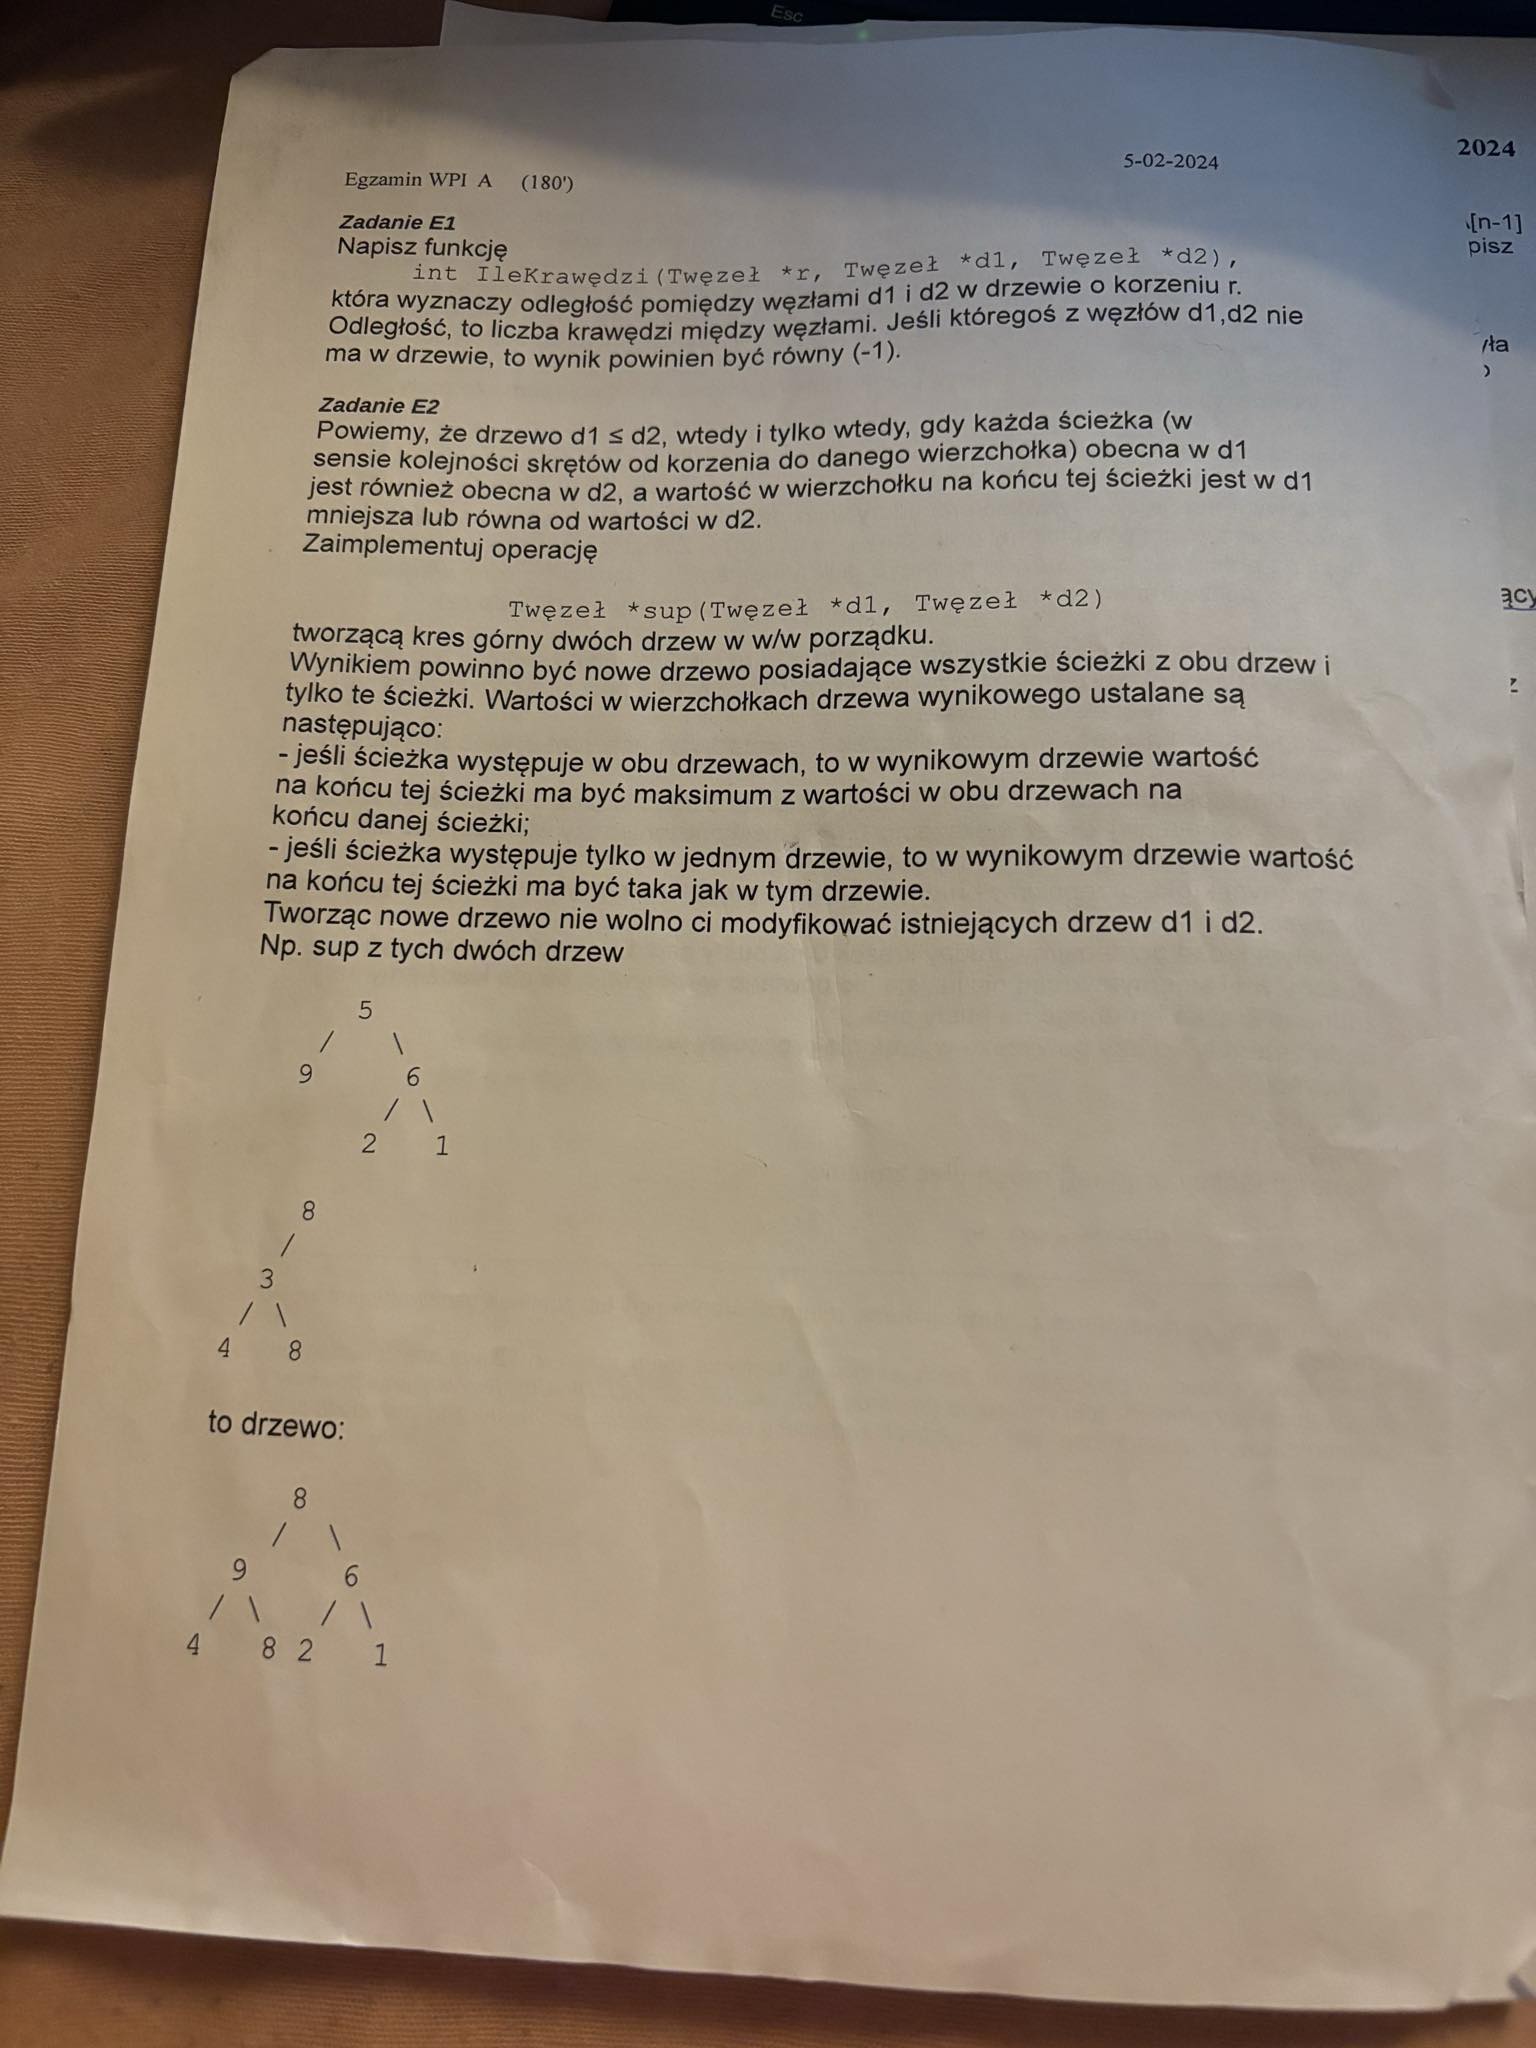 Esc
2024
5-02-2024
Egzamin WPI A (180')
Zadanie E1
Napisz funkcję
int IleKrawędzi(Twęzeł *r, Twęzeł *d1, Twęzeł *d2),
która wyznaczy odległość pomiędzy węzłami d1 i d2 w drzewie o korzeniu r.
Odległość, to liczba krawędzi między węzłami. Jeśli któregoś z węzłów d1,d2 nie
ma w drzewie, to wynik powinien być równy (-1).
Zadanie E2
Powiemy, że drzewo d1 ≤ d2, wtedy i tylko wtedy, gdy każda ścieżka (w
sensie kolejności skrętów od korzenia do danego wierzchołka) obecna w d1
jest również obecna w d2, a wartość w wierzchołku na końcu tej ścieżki jest w d1
mniejsza lub równa od wartości w d2.
Zaimplementuj operację
Twęzeł *sup(Twęzeł *d1, Twęzeł *d2)
tworzącą kres górny dwóch drzew w w/w porządku.
Wynikiem powinno być nowe drzewo posiadające wszystkie ścieżki z obu drzew i
tylko te ścieżki. Wartości w wierzchołkach drzewa wynikowego ustalane są
następująco:
- jeśli ścieżka występuje w obu drzewach, to w wynikowym drzewie wartość
na końcu tej ścieżki ma być maksimum z wartości w obu drzewach na
końcu danej ścieżki;
- jeśli ścieżka występuje tylko w jednym drzewie, to w wynikowym drzewie wartość
na końcu tej ścieżki ma być taka jak w tym drzewie.
Tworząc nowe drzewo nie wolno ci modyfikować istniejących drzew d1 i d2.
Np. sup z tych dwóch drzew
5
/ \
9 6
/ \
2 1
8
/
3
/ \
4 8
to drzewo:
8
/ \
9 6
/ \ / \
4 8 2 1
[n-1]
pisz